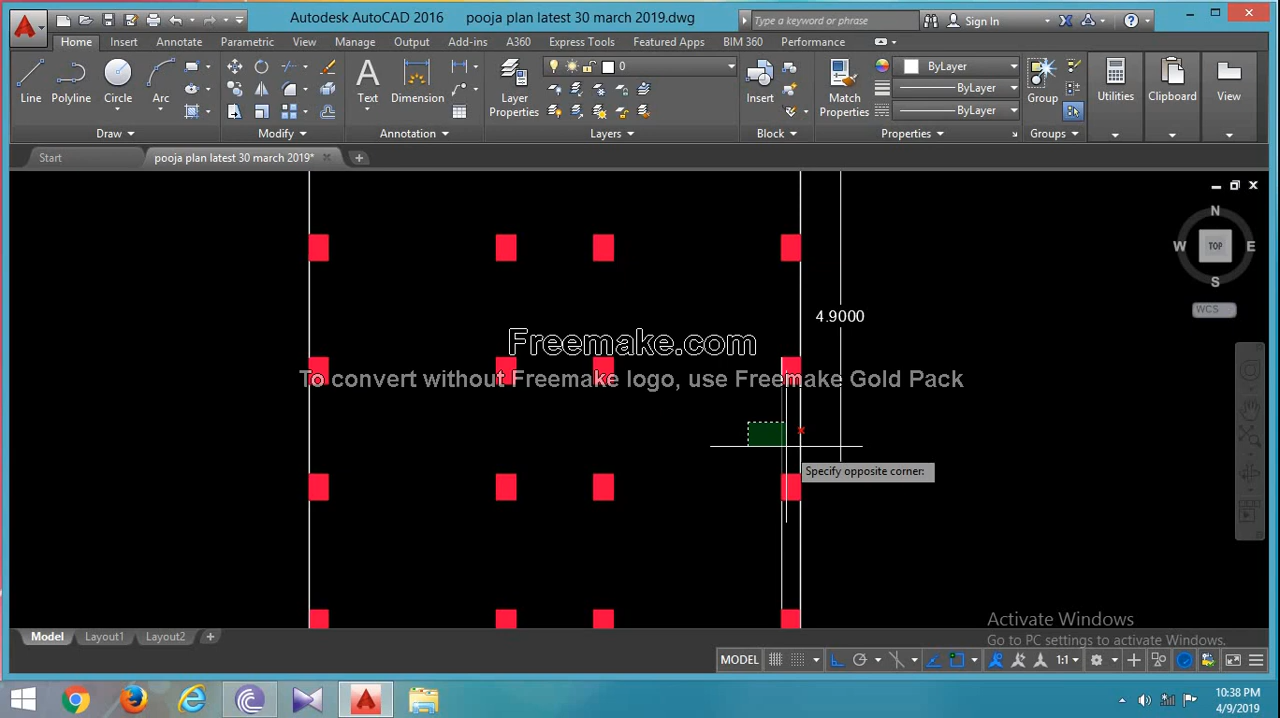 Autodesk AutoCAD 2016 pooja plan latest 30 march 2019.dwg
Type a keyword or phrase
Sign In
Home Insert Annotate Parametric View Manage Output Add-ins A360 Express Tools Featured Apps BIM 360 Performance
0
ByLayer
ByLayer
ByLayer
Line Polyline Circle Arc Text Dimension Layer Properties Insert Match Properties Group Utilities Clipboard View
Draw Modify Annotation Layers Block Properties Groups
Start pooja plan latest 30 march 2019*
N
W TOP E
S
WCS
4.9000
Freemake.com
To convert without Freemake logo, use Freemake Gold Pack
Specify opposite corner:
Activate Windows
Go to PC settings to activate Windows.
Model Layout1 Layout2
MODEL 1:1
10:38 PM
4/9/2019